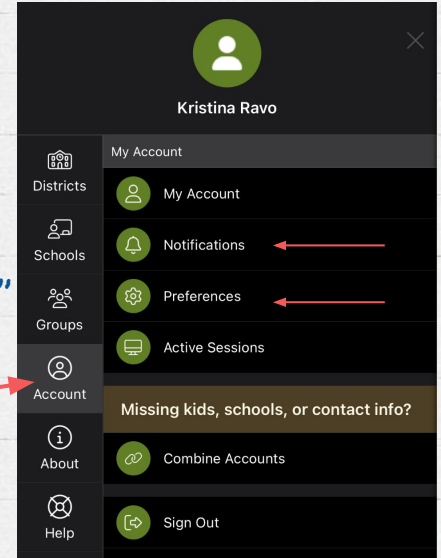 Kristina Ravo
My Account
Districts
My Account
Schools
Notifications
"
Groups
Preferences
Account
Active Sessions
Missing kids, schools, or contact info?
About
Combine Accounts
Help
Sign Out